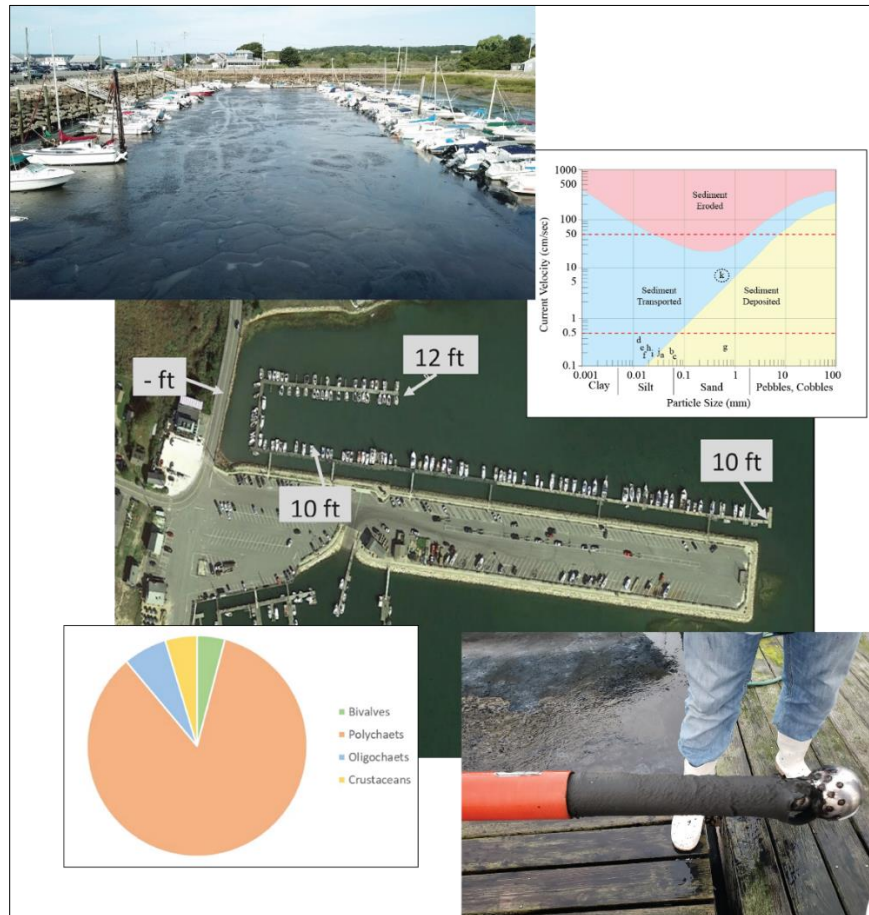 1000
500
100
50
10
5
1
0.5
0.1
Current Velocity (cm/sec)
Sediment
Eroded
Sediment
Transported
Sediment
Deposited
k
d
e h
f i
j a
b
c
g
0.001 0.01 0.1 1 10 100
Clay Silt Sand Pebbles, Cobbles
Particle Size (mm)
- ft
12 ft
10 ft
10 ft
Bivalves
Polychaets
Oligochaets
Crustaceans